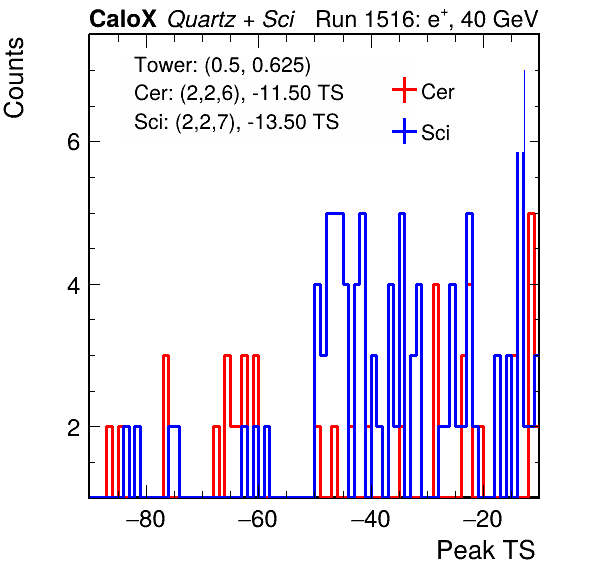 CaloX Quartz + Sci Run 1516: e+, 40 GeV
Counts
Tower: (0.5, 0.625)
Cer: (2,2,6), -11.50 TS
Sci: (2,2,7), -13.50 TS
Cer
Sci
6
4
2
−80 −60 −40 −20
Peak TS